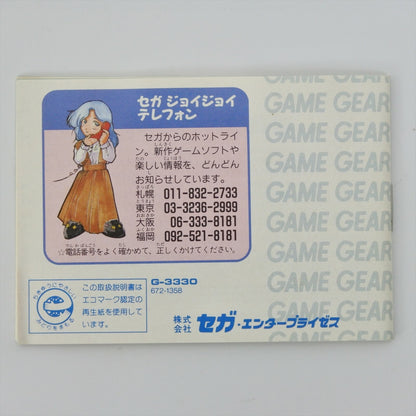 セガ ジョイジョイ
テレフォン
セガからのホットライ
ン。新作ゲームソフトや
楽しい情報を、どんどん
お知らせしています。
札幌 011-832-2733
東京 03-3236-2999
大阪 06-333-8181
福岡 092-521-8181
☆電話番号をよく確かめて、正しくかけてください。
この取扱説明書は
エコマーク認定の
再生紙を使用して
います。
G-3330
672-1358
株式会社 セガ・エンタープライゼス
GAME GEAR
GAME GEAR
GAME GEAR
GAME GEAR
GAME GEAR
GAME GEAR
GAME GEAR